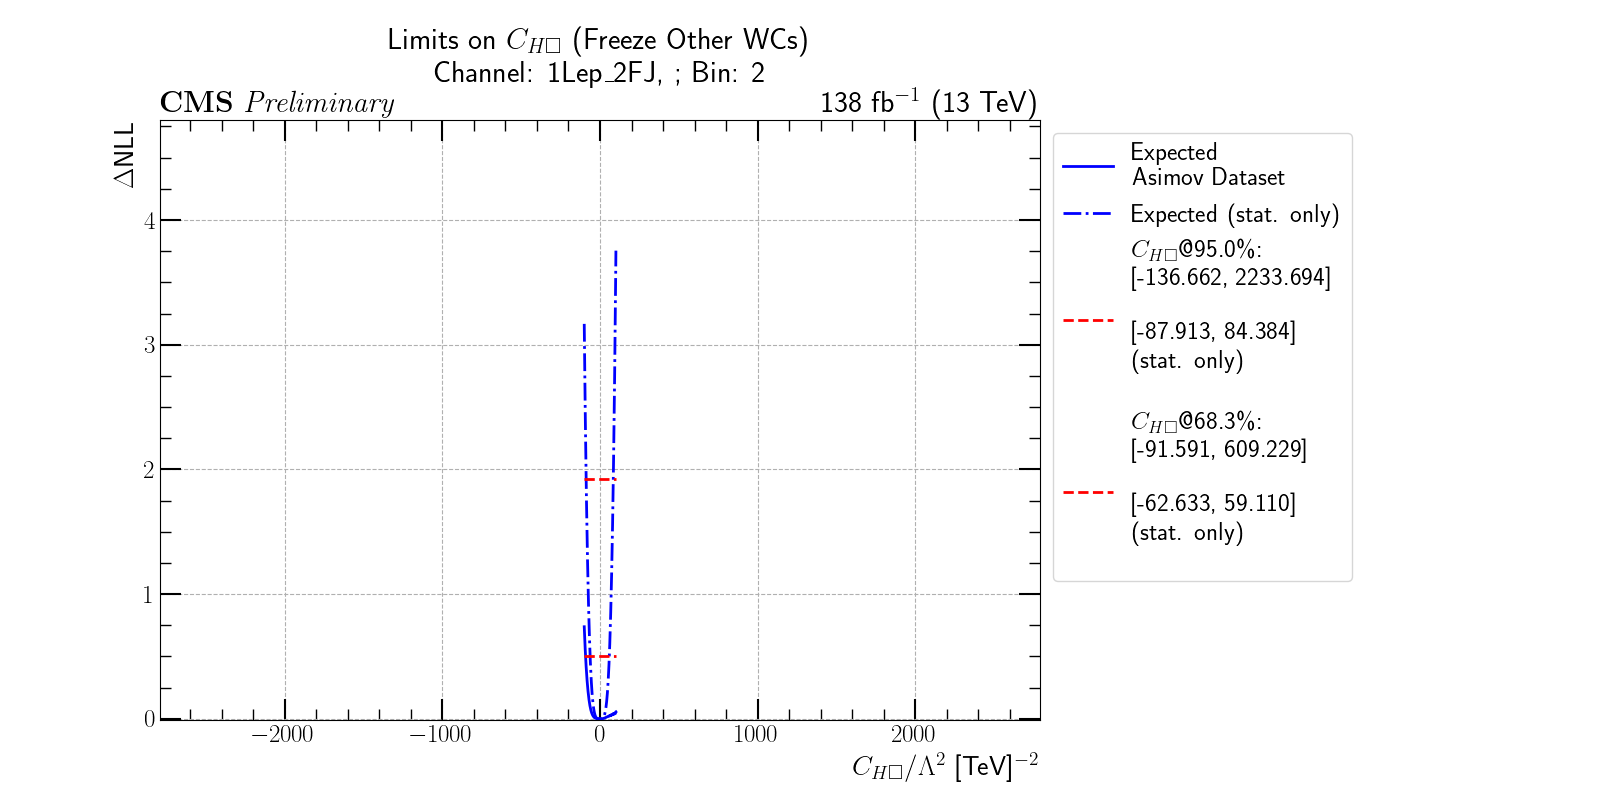 Limits on C_{H□} (Freeze Other WCs)
Channel: 1Lep_2FJ, ; Bin: 2
CMS Preliminary
138 fb⁻¹ (13 TeV)
ΔNLL
4
3
2
1
0
−2000
−1000
0
1000
2000
C_{H□}/Λ² [TeV]⁻²
Expected
Asimov Dataset
Expected (stat. only)
C_{H□}@95.0%:
[-136.662, 2233.694]
[-87.913, 84.384]
(stat. only)
C_{H□}@68.3%:
[-91.591, 609.229]
[-62.633, 59.110]
(stat. only)